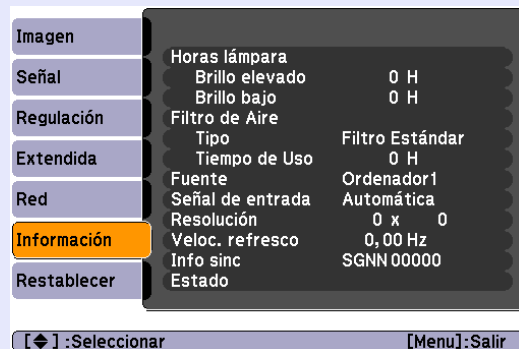 Imagen
Señal
Regulación
Extendida
Red
Información
Restablecer
Horas lámpara
Brillo elevado 0 H
Brillo bajo 0 H
Filtro de Aire
Tipo Filtro Estándar
Tiempo de Uso 0 H
Fuente Ordenador1
Señal de entrada Automática
Resolución 0 x 0
Veloc. refresco 0,00 Hz
Info sinc SGNN 00000
Estado
[◆] :Seleccionar [Menu]:Salir